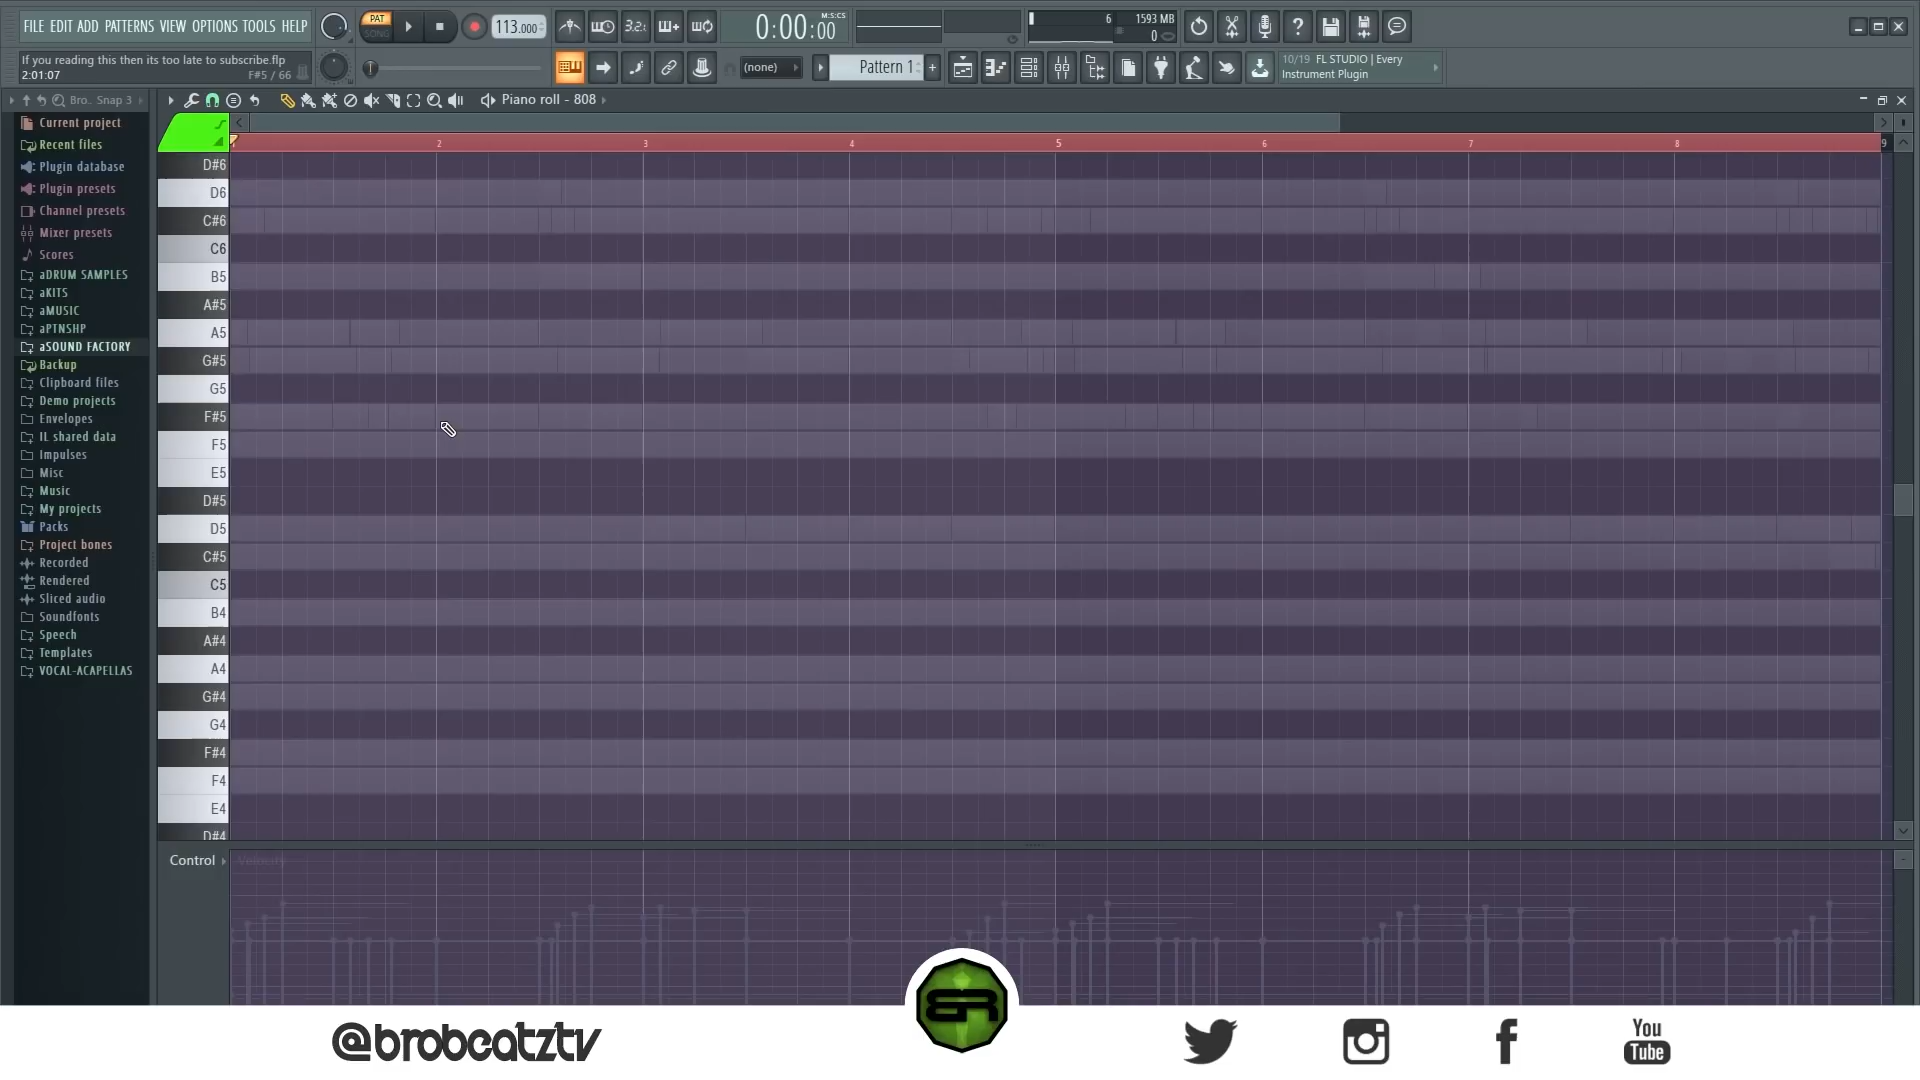 FILE EDIT ADD PATTERNS VIEW OPTIONS TOOLS HELP
PAT
SONG
113.000
3.2.
M:S:CS
0:00:00
6
1593 MB
0
If you reading this then its too late to subscribe.flp
2:01:07
F#5 / 66
(none)
Pattern 1
10/19 FL STUDIO | Every
Instrument Plugin
Bro.. Snap 3
Piano roll - 808
Current project
Recent files
Plugin database
Plugin presets
Channel presets
Mixer presets
Scores
aDRUM SAMPLES
aKITS
aMUSIC
aPTNSHP
aSOUND FACTORY
Backup
Clipboard files
Demo projects
Envelopes
IL shared data
Impulses
Misc
Music
My projects
Packs
Project bones
Recorded
Rendered
Sliced audio
Soundfonts
Speech
Templates
VOCAL-ACAPELLAS
2 3 4 5 6 7 8 9
D#6
D6
C#6
C6
B5
A#5
A5
G#5
G5
F#5
F5
E5
D#5
D5
C#5
C5
B4
A#4
A4
G#4
G4
F#4
F4
E4
D#4
Control
Velocity
@brobeatztv
BR
You
Tube